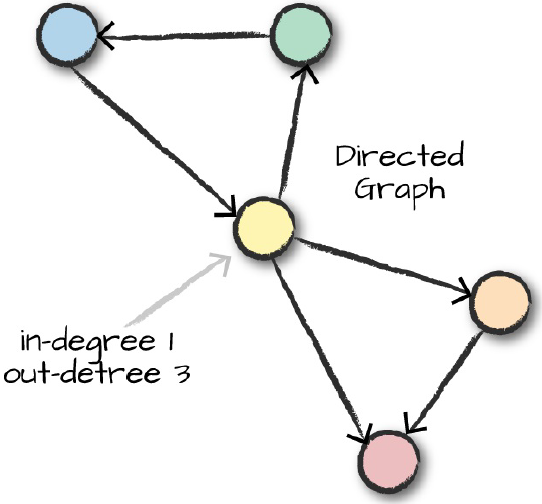 Directed
Graph
in-degree 1
out-detree 3